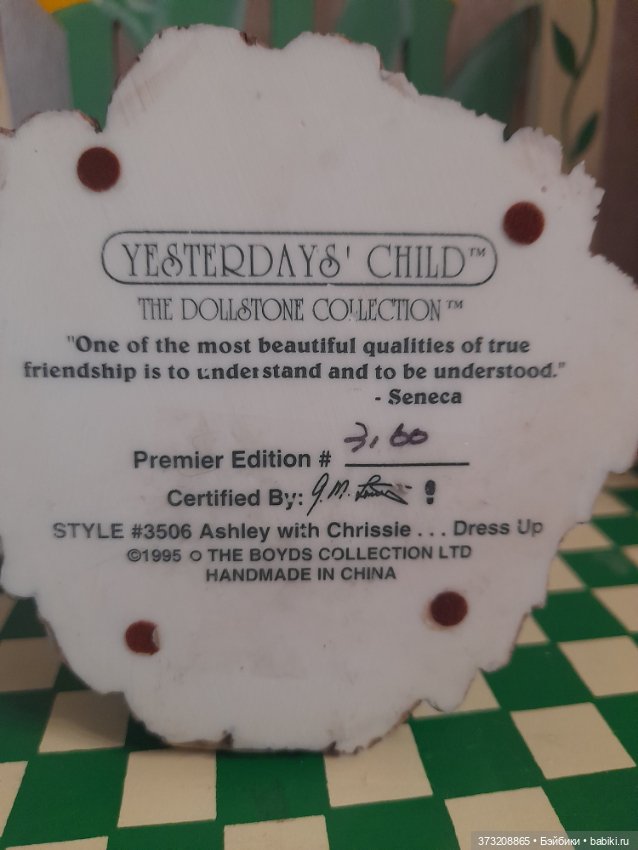 YESTERDAYS' CHILD™
THE DOLLSTONE COLLECTION™
"One of the most beautiful qualities of true
friendship is to understand and to be understood."
- Seneca
Premier Edition #
Certified By:
STYLE #3506 Ashley with Chrissie . . . Dress Up
©1995 THE BOYDS COLLECTION LTD
HANDMADE IN CHINA
373208865 • Бэйбики • babiki.ru